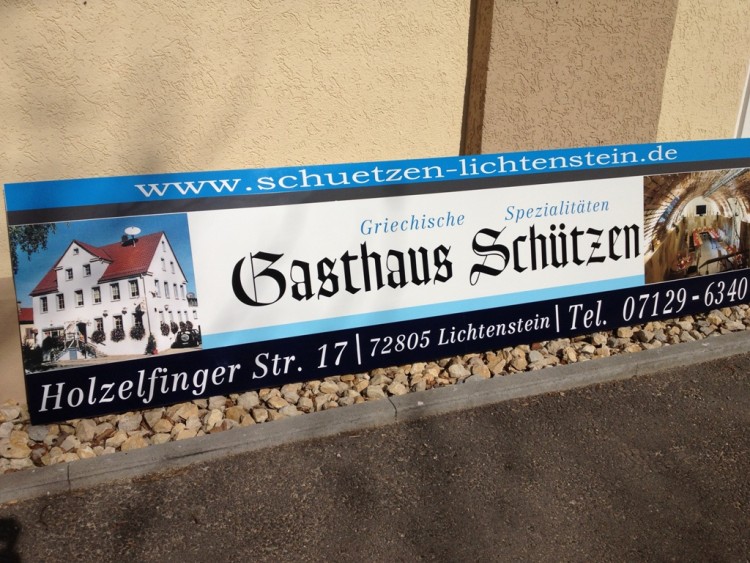 www.schuetzen-lichtenstein.de
Griechische Spezialitäten
Gasthaus Schützen
Holzelfinger Str. 17 | 72805 Lichtenstein | Tel. 07129-6340